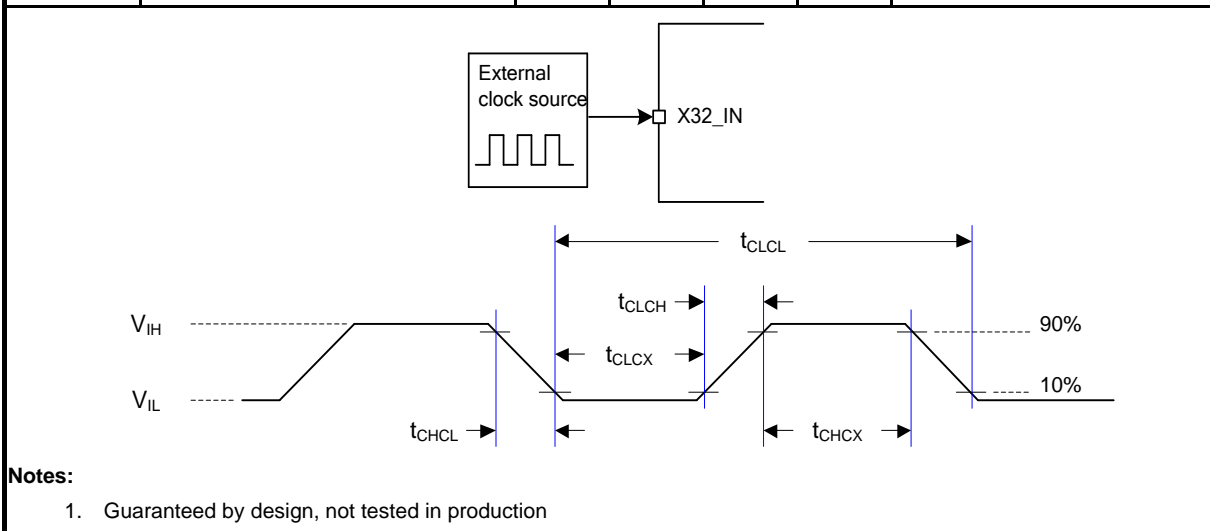 External
clock source
X32_IN
tCLCL
tCLCH
VIH
90%
tCLCX
VIL
10%
tCHCL
tCHCX
Notes:
1. Guaranteed by design, not tested in production